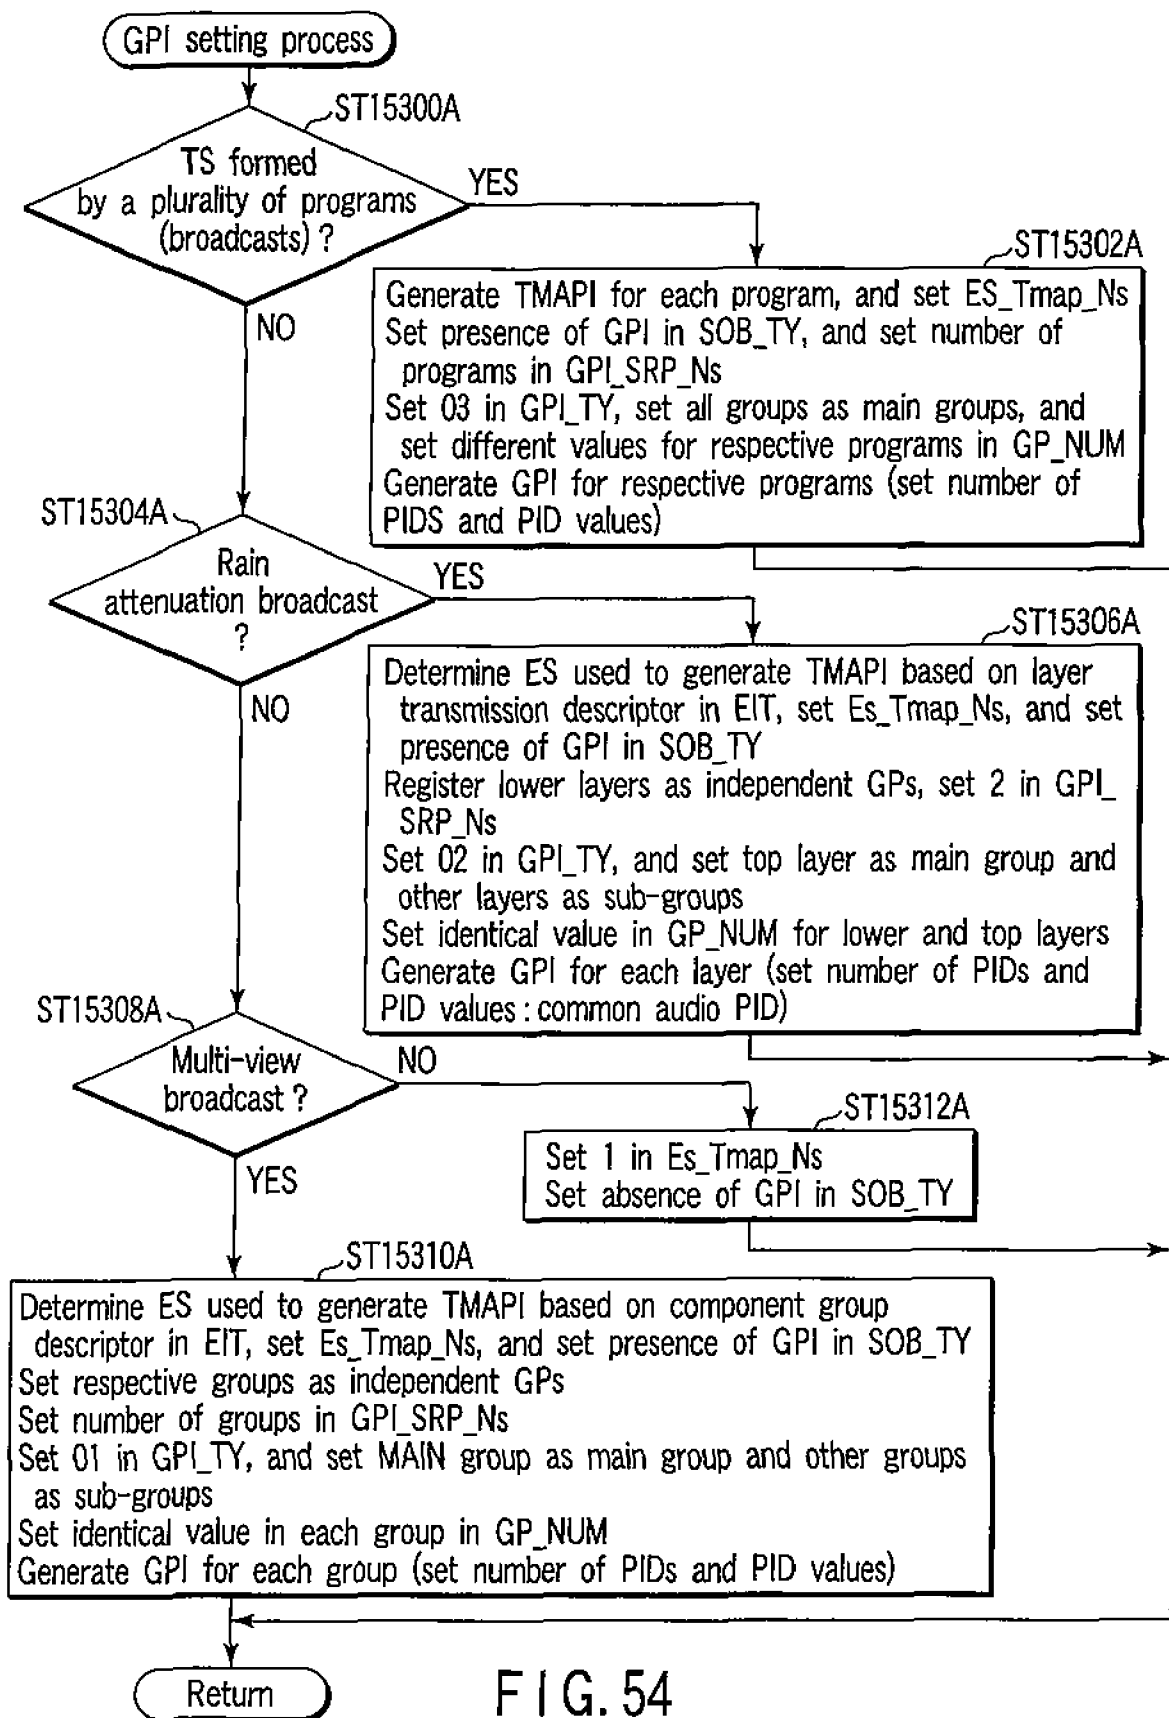 GPI setting process
ST15300A
TS formed
by a plurality of programs
(broadcasts) ?
YES
NO
ST15302A
Generate TMAPI for each program, and set ES_Tmap_Ns
Set presence of GPI in SOB_TY, and set number of
programs in GPI_SRP_Ns
Set 03 in GPI_TY, set all groups as main groups, and
set different values for respective programs in GP_NUM
Generate GPI for respective programs (set number of
PIDS and PID values)
ST15304A
Rain
attenuation broadcast
?
YES
NO
ST15306A
Determine ES used to generate TMAPI based on layer
transmission descriptor in EIT, set Es_Tmap_Ns, and set
presence of GPI in SOB_TY
Register lower layers as independent GPs, set 2 in GPI_
SRP_Ns
Set 02 in GPI_TY, and set top layer as main group and
other layers as sub-groups
Set identical value in GP_NUM for lower and top layers
Generate GPI for each layer (set number of PIDs and
PID values : common audio PID)
ST15308A
Multi-view
broadcast ?
NO
YES
ST15312A
Set 1 in Es_Tmap_Ns
Set absence of GPI in SOB_TY
ST15310A
Determine ES used to generate TMAPI based on component group
descriptor in EIT, set Es_Tmap_Ns, and set presence of GPI in SOB_TY
Set respective groups as independent GPs
Set number of groups in GPI_SRP_Ns
Set 01 in GPI_TY, and set MAIN group as main group and other groups
as sub-groups
Set identical value in each group in GP_NUM
Generate GPI for each group (set number of PIDs and PID values)
Return
FIG. 54